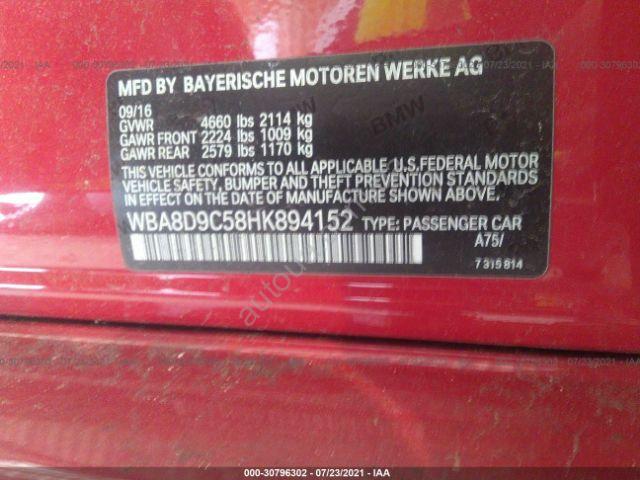 MFD BY BAYERISCHE MOTOREN WERKE AG
09/16
GVWR 4660 lbs 2114 kg
GAWR FRONT 2224 lbs 1009 kg
GAWR REAR 2579 lbs 1170 kg
THIS VEHICLE CONFORMS TO ALL APPLICABLE U.S.FEDERAL MOTOR
VEHICLE SAFETY, BUMPER, AND THEFT PREVENTION STANDARDS
IN EFFECT ON THE DATE OF MANUFACTURE SHOWN ABOVE.
WBA8D9C58HK894152 TYPE: PASSENGER CAR
A75/
7 315 814
000-30796302 - 07/23/2021 - IAA